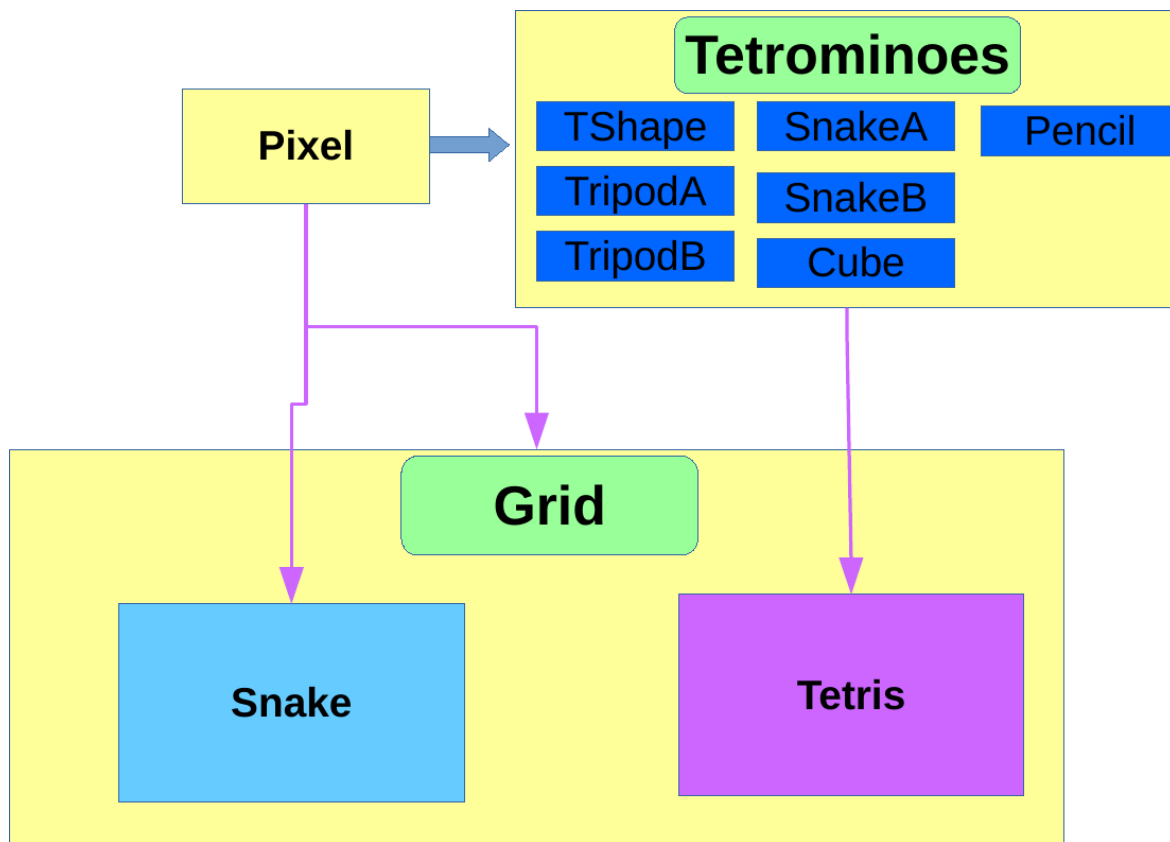 Tetrominoes
Pixel
TShape
SnakeA
Pencil
TripodA
SnakeB
TripodB
Cube
Grid
Snake
Tetris